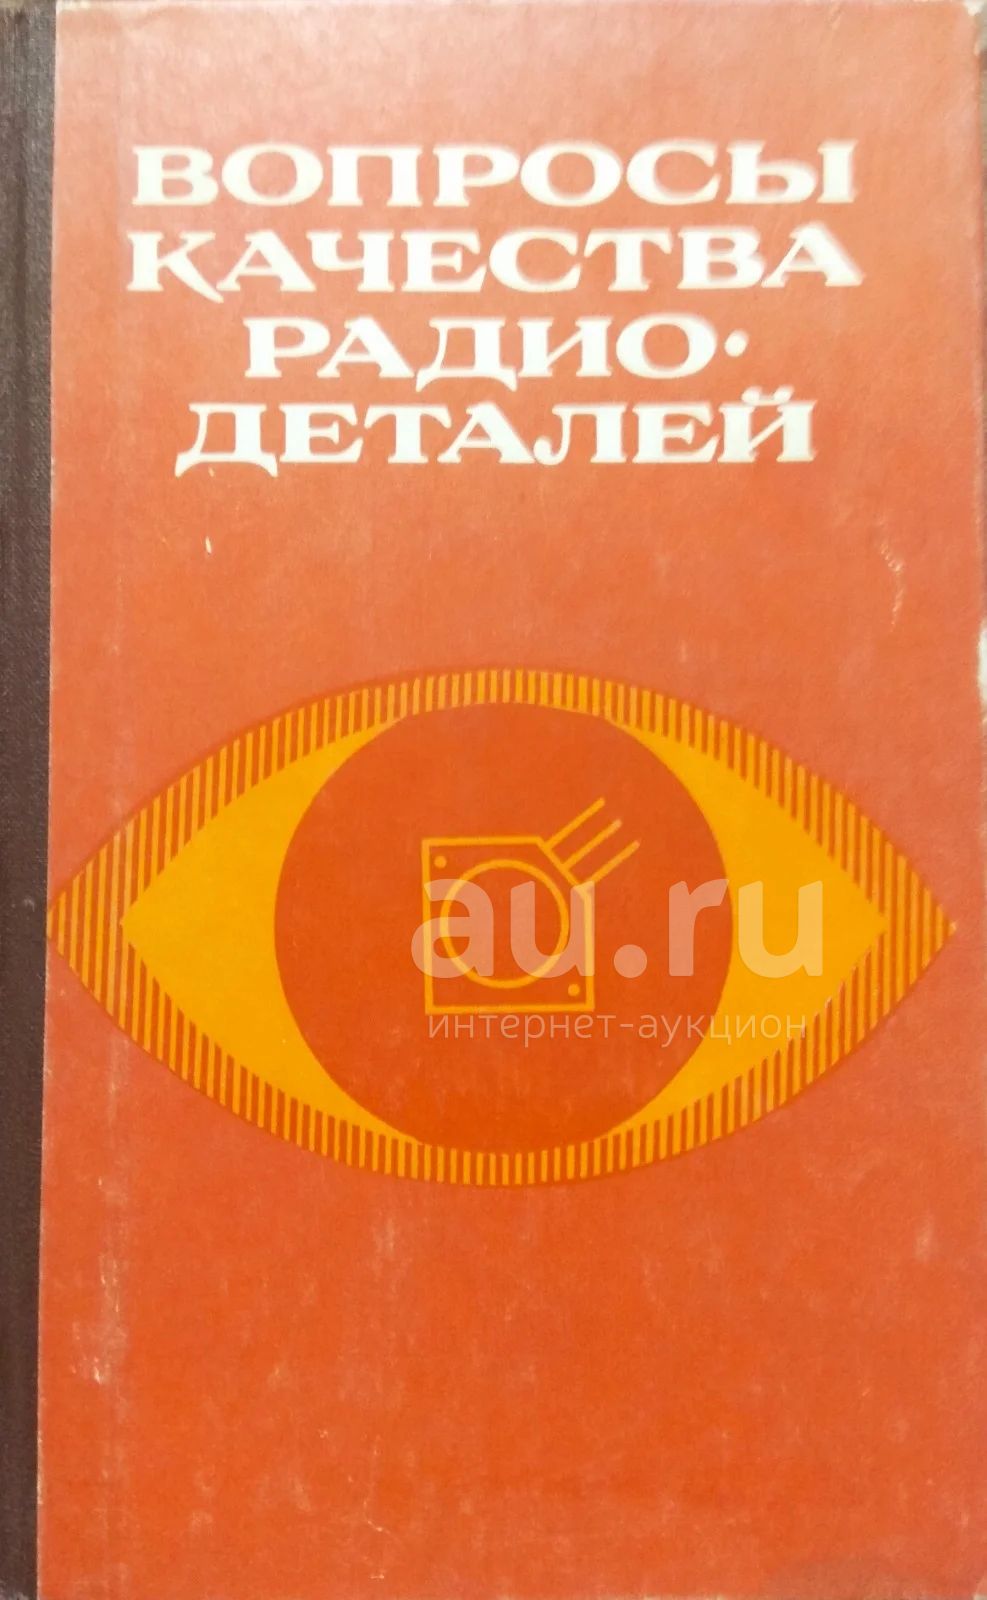 ВОПРОСЫ
КАЧЕСТВА
РАДИО·
ДЕТАЛЕЙ
au.ru
интернет-аукцион